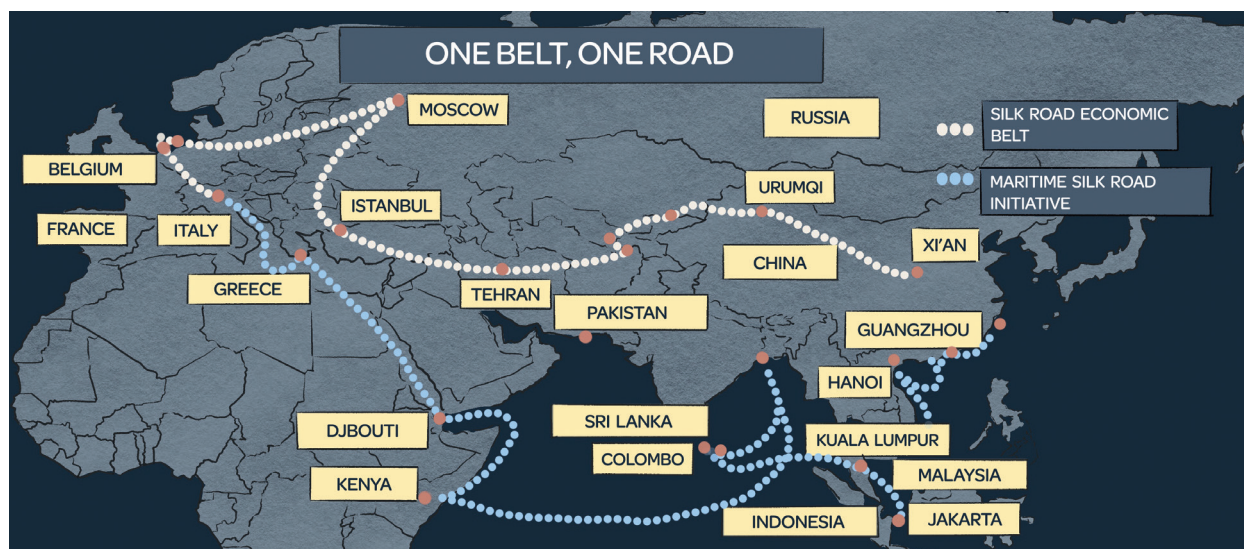 ONE BELT, ONE ROAD
MOSCOW
RUSSIA
SILK ROAD ECONOMIC
BELT
BELGIUM
URUMQI
MARITIME SILK ROAD
INITIATIVE
ISTANBUL
FRANCE
ITALY
XI'AN
CHINA
GREECE
TEHRAN
PAKISTAN
GUANGZHOU
HANOI
SRI LANKA
DJBOUTI
KUALA LUMPUR
COLOMBO
MALAYSIA
KENYA
INDONESIA
JAKARTA